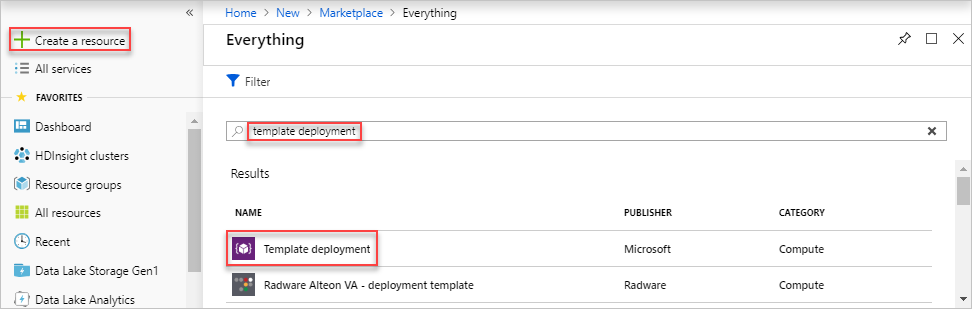 «
Create a resource
All services
FAVORITES
Dashboard
HDInsight clusters
Resource groups
All resources
Recent
Data Lake Storage Gen1
Data Lake Analytics
Home > New > Marketplace > Everything
Everything
Filter
template deployment
Results
NAME PUBLISHER CATEGORY
Template deployment Microsoft Compute
Radware Alteon VA - deployment template Radware Compute